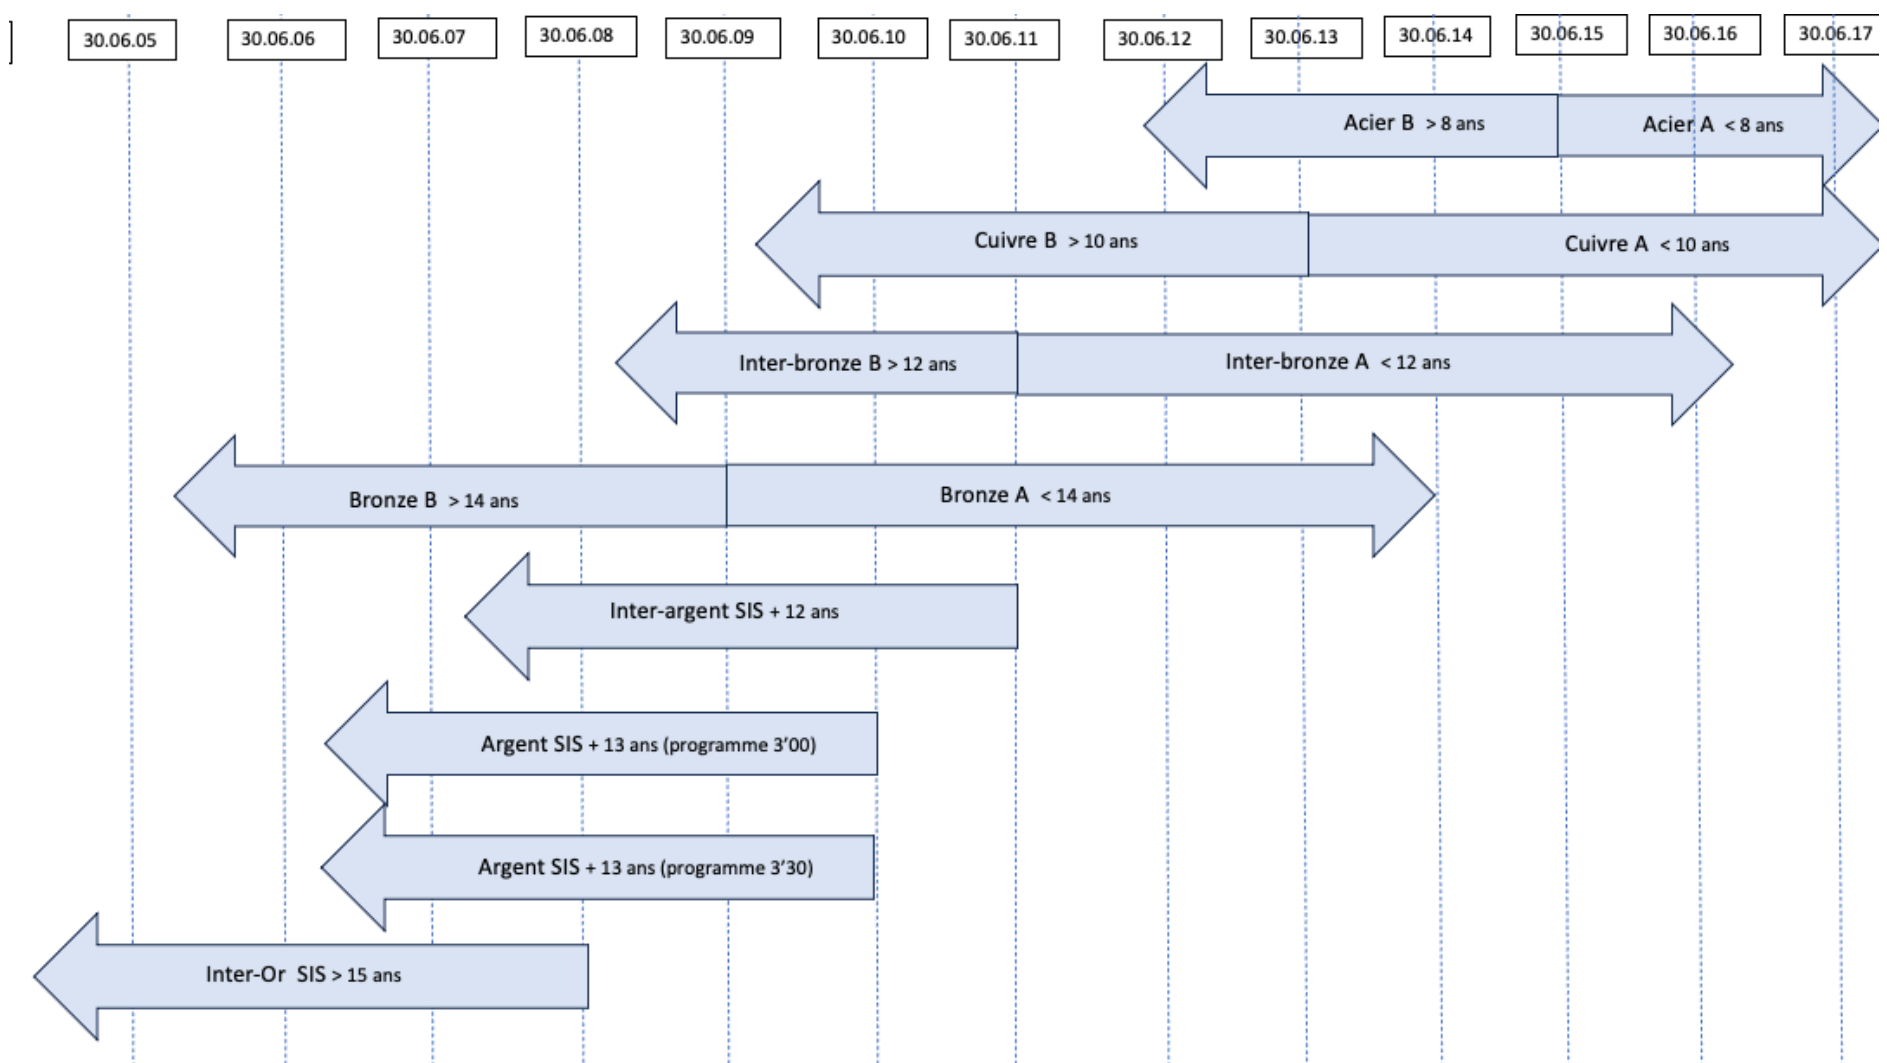 30.06.05
30.06.06
30.06.07
30.06.08
30.06.09
30.06.10
30.06.11
30.06.12
30.06.13
30.06.14
30.06.15
30.06.16
30.06.17
Acier B > 8 ans
Acier A < 8 ans
Cuivre B > 10 ans
Cuivre A < 10 ans
Inter-bronze B > 12 ans
Inter-bronze A < 12 ans
Bronze B > 14 ans
Bronze A < 14 ans
Inter-argent SIS + 12 ans
Argent SIS + 13 ans (programme 3’00)
Argent SIS + 13 ans (programme 3’30)
Inter-Or SIS > 15 ans